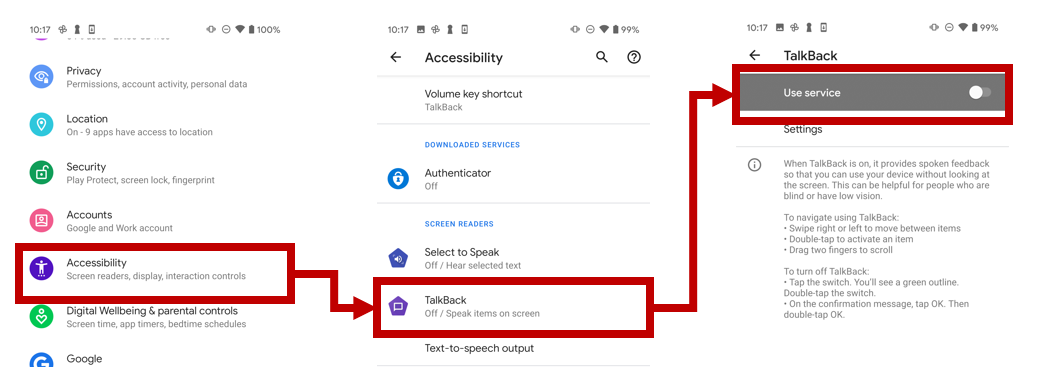 10:17
100%
Privacy
Permissions, account activity, personal data
Location
On - 9 apps have access to location
Security
Play Protect, screen lock, fingerprint
Accounts
Google and Work account
Accessibility
Screen readers, display, interaction controls
Digital Wellbeing & parental controls
Screen time, app timers, bedtime schedules
Google
10:17
99%
Accessibility
Volume key shortcut
TalkBack
DOWNLOADED SERVICES
Authenticator
Off
SCREEN READERS
Select to Speak
Off / Hear selected text
TalkBack
Off / Speak items on screen
Text-to-speech output
10:17
99%
TalkBack
Use service
Settings
When TalkBack is on, it provides spoken feedback
so that you can use your device without looking at
the screen. This can be helpful for people who are
blind or have low vision.
To navigate using TalkBack:
• Swipe right or left to move between items
• Double-tap to activate an item
• Drag two fingers to scroll
To turn off TalkBack:
• Tap the switch. You'll see a green outline.
Double-tap the switch.
• On the confirmation message, tap OK. Then
double-tap OK.